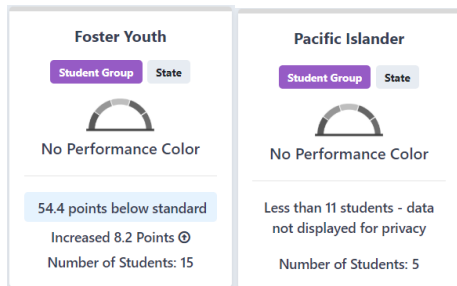 Foster Youth
Student Group State
No Performance Color
54.4 points below standard
Increased 8.2 Points
Number of Students: 15
Pacific Islander
Student Group State
No Performance Color
Less than 11 students - data
not displayed for privacy
Number of Students: 5